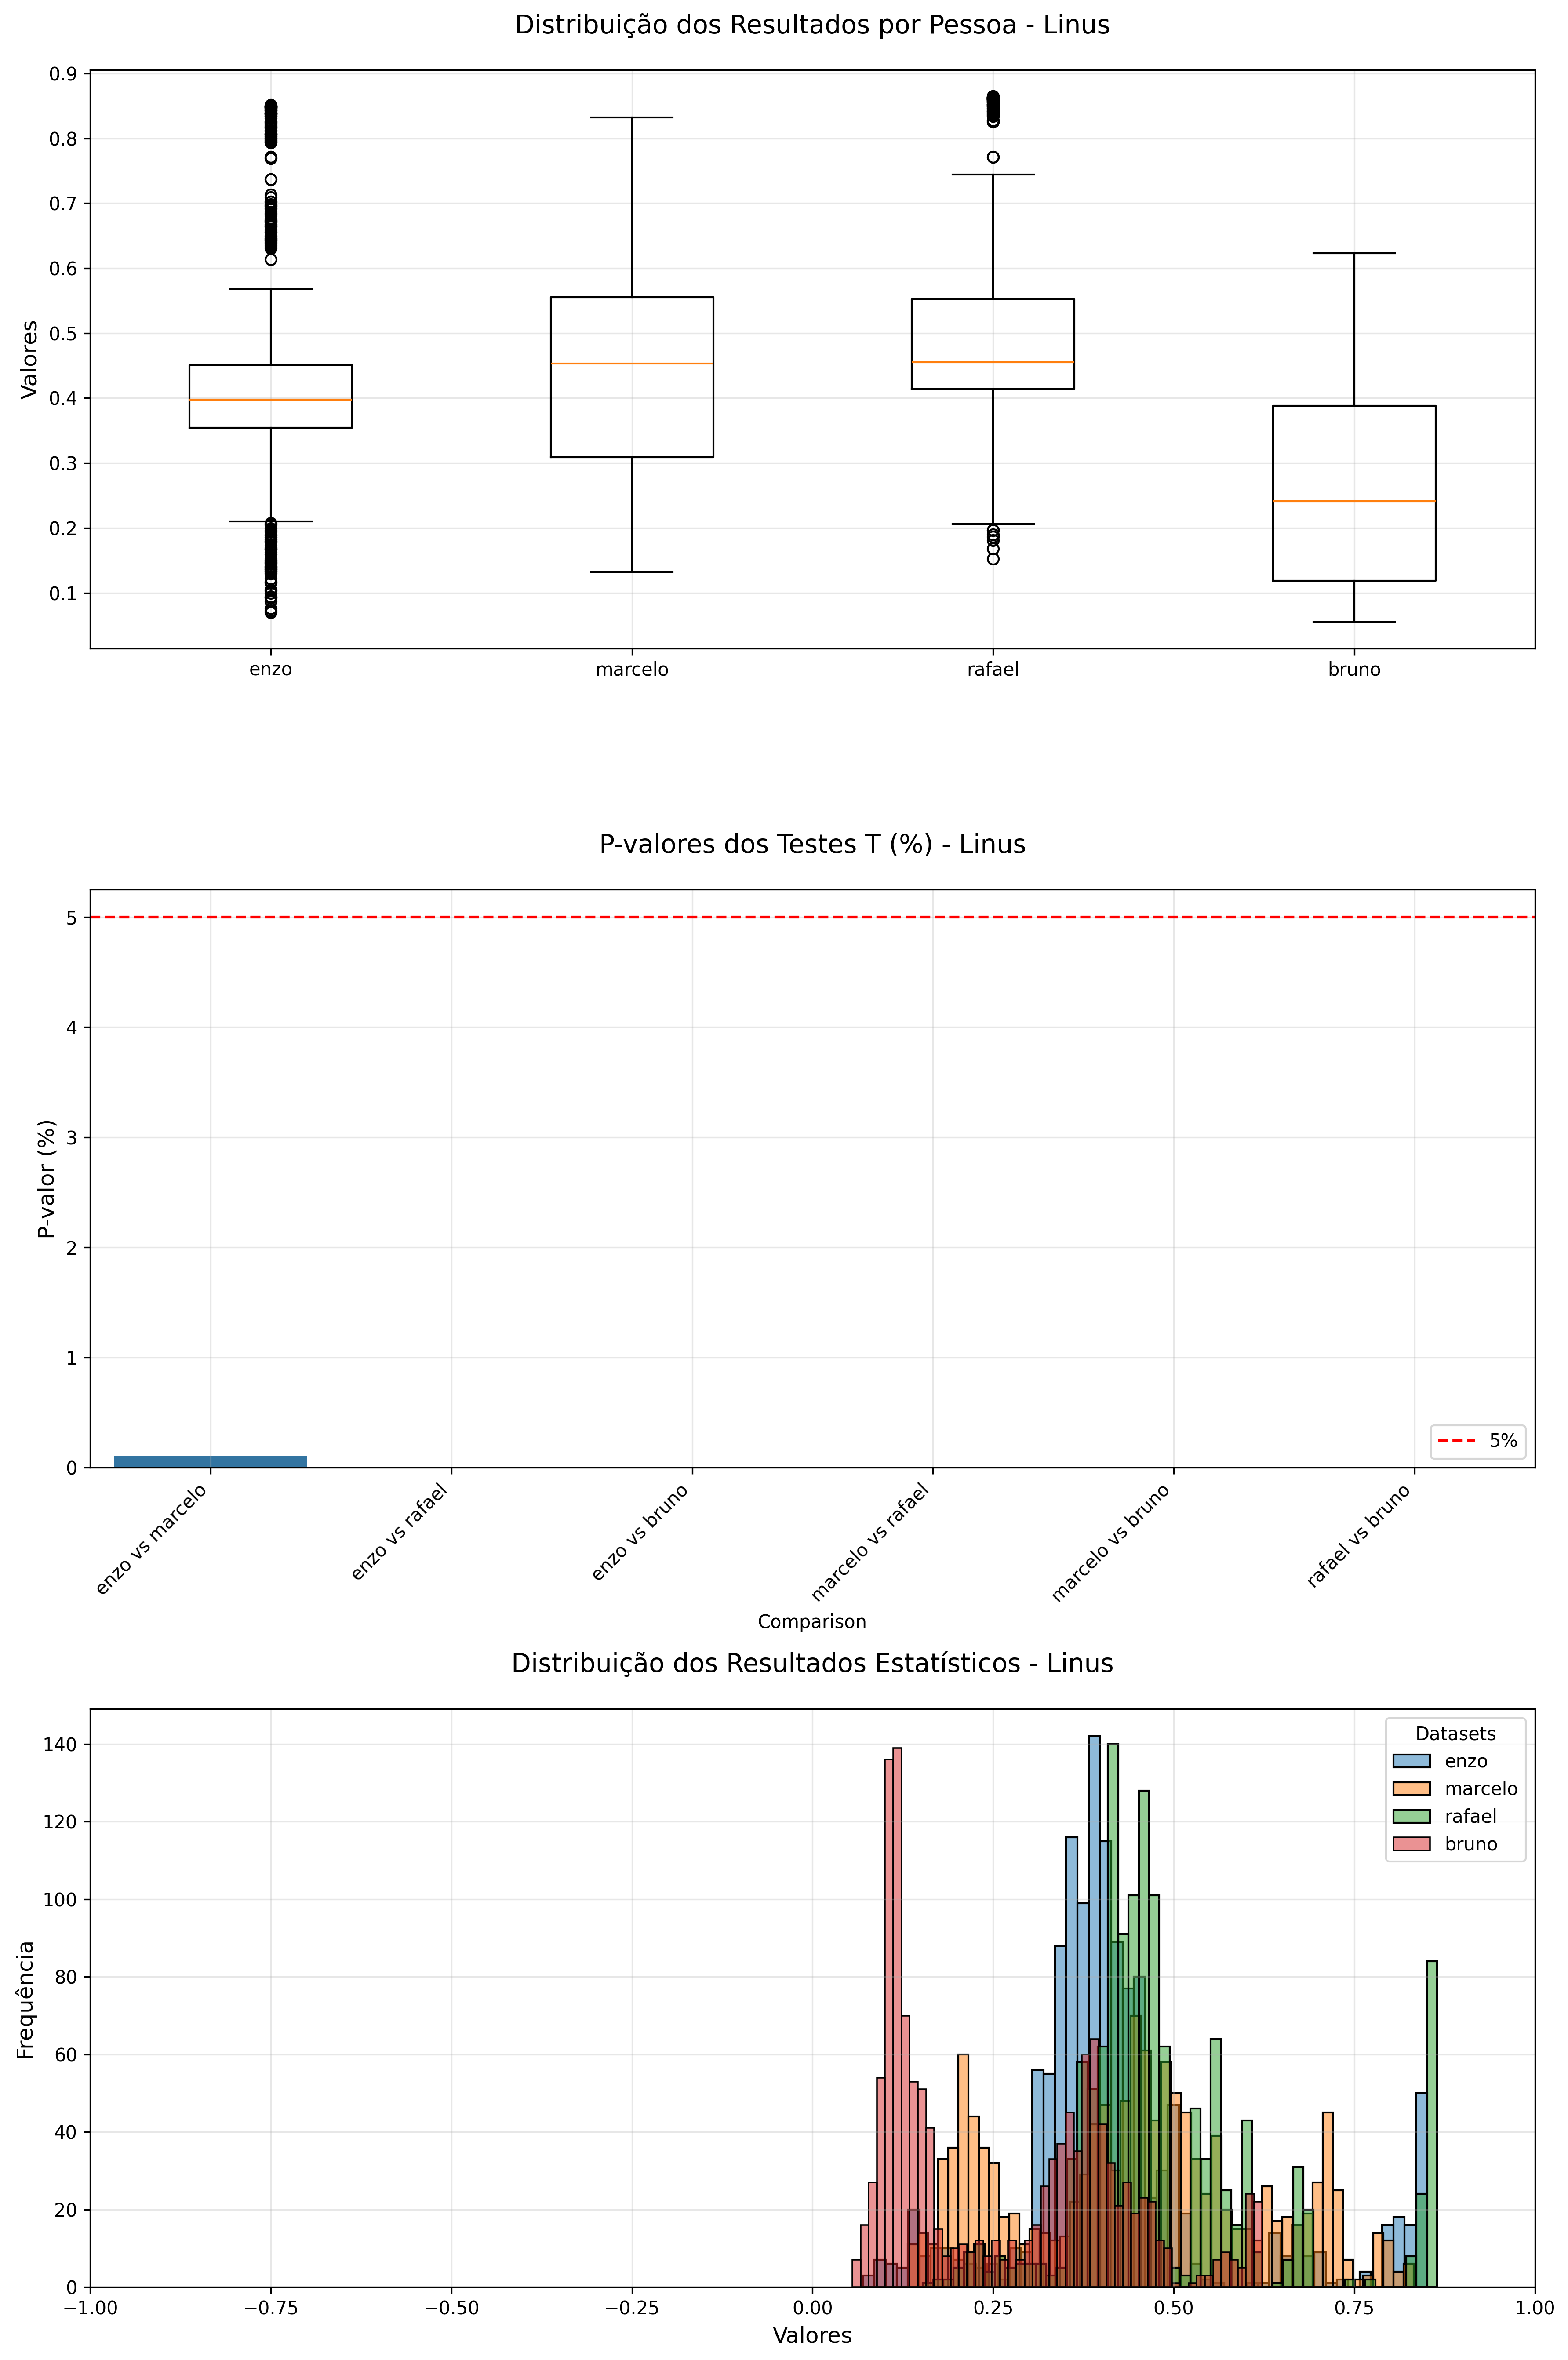 Distribuição dos Resultados por Pessoa - Linus
Valores
0.9
0.8
0.7
0.6
0.5
0.4
0.3
0.2
0.1
enzo marcelo rafael bruno
P-valores dos Testes T (%) - Linus
P-valor (%)
5
4
3
2
1
0
5%
enzo vs marcelo
enzo vs rafael
enzo vs bruno
marcelo vs rafael
marcelo vs bruno
rafael vs bruno
Comparison
Distribuição dos Resultados Estatísticos - Linus
Frequência
140
120
100
80
60
40
20
0
Datasets
enzo
marcelo
rafael
bruno
−1.00 −0.75 −0.50 −0.25 0.00 0.25 0.50 0.75 1.00
Valores